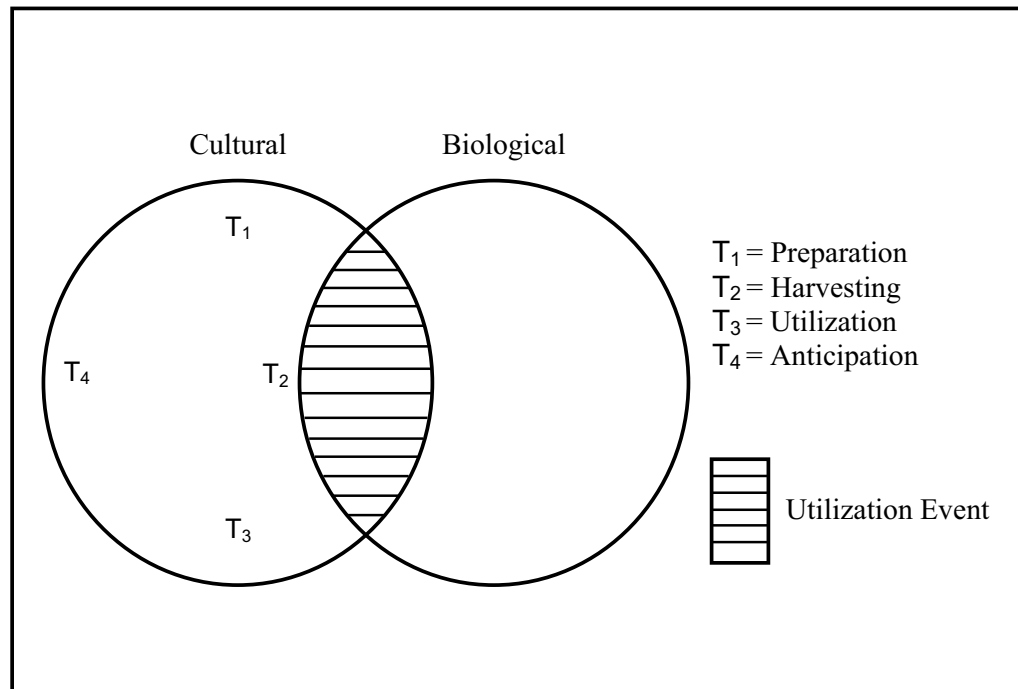 Cultural Biological
T₁
T₄ T₂
T₃
T₁ = Preparation
T₂ = Harvesting
T₃ = Utilization
T₄ = Anticipation
Utilization Event